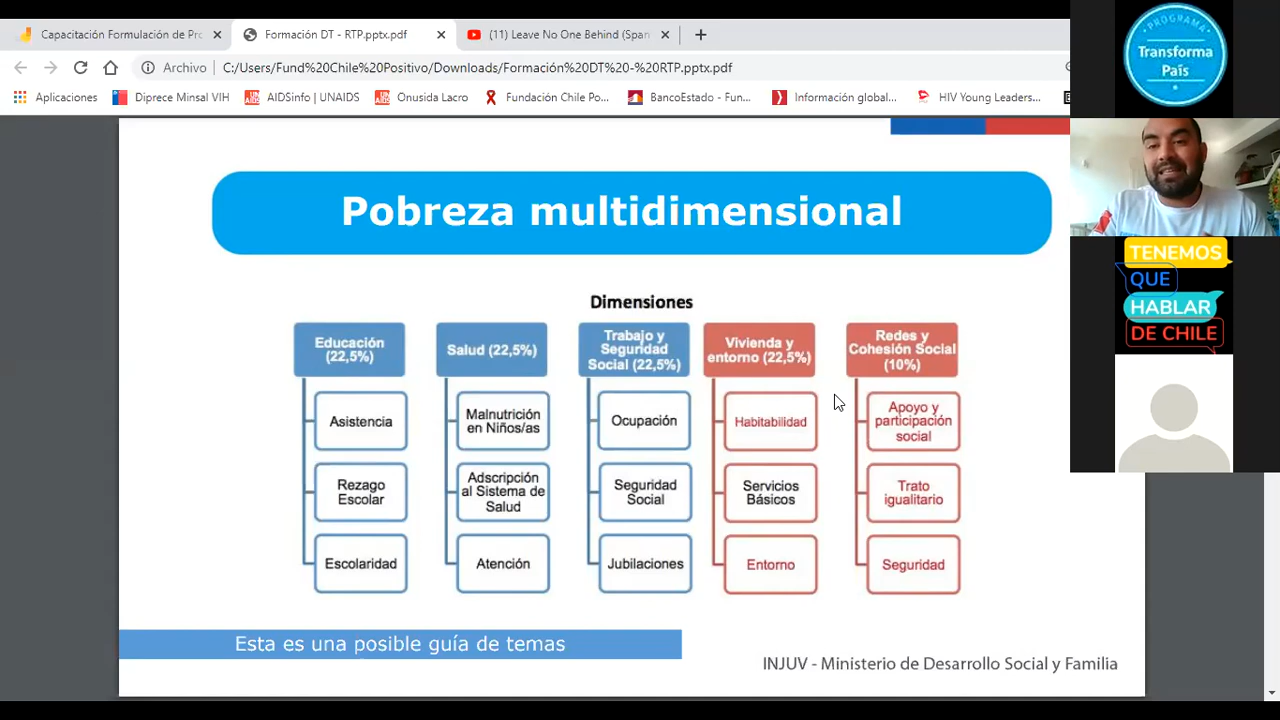 Capacitación Formulación de Pro
Formación DT - RTP.pptx.pdf
(11) Leave No One Behind (Span
Archivo
C:/Users/Fund%20Chile%20Positivo/Downloads/Formación%20DT%20-%20RTP.pptx.pdf
Aplicaciones
Diprece Minsal VIH
AIDSinfo | UNAIDS
Onusida Lacro
Fundación Chile Po...
BancoEstado - Fun...
Información global...
HIV Young Leaders...
PROGRAMA
Transforma
País
TENEMOS
QUE
HABLAR
DE CHILE
Pobreza multidimensional
Dimensiones
Educación
(22,5%)
Asistencia
Rezago
Escolar
Escolaridad
Salud (22,5%)
Malnutrición
en Niños/as
Adscripción
al Sistema de
Salud
Atención
Trabajo y
Seguridad
Social (22,5%)
Ocupación
Seguridad
Social
Jubilaciones
Vivienda y
entorno (22,5%)
Habitabilidad
Servicios
Básicos
Entorno
Redes y
Cohesión Social
(10%)
Apoyo y
participación
social
Trato
igualitario
Seguridad
Esta es una posible guía de temas
INJUV - Ministerio de Desarrollo Social y Familia